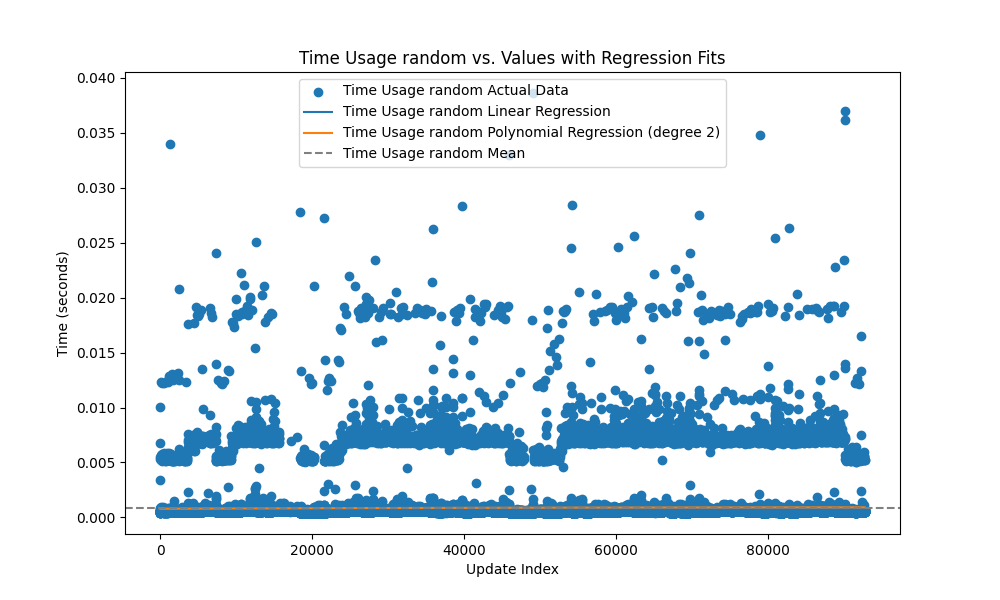 Time Usage random vs. Values with Regression Fits
Time Usage random Actual Data
Time Usage random Linear Regression
Time Usage random Polynomial Regression (degree 2)
Time Usage random Mean
Time (seconds)
0.040
0.035
0.030
0.025
0.020
0.015
0.010
0.005
0.000
0
20000
40000
60000
80000
Update Index